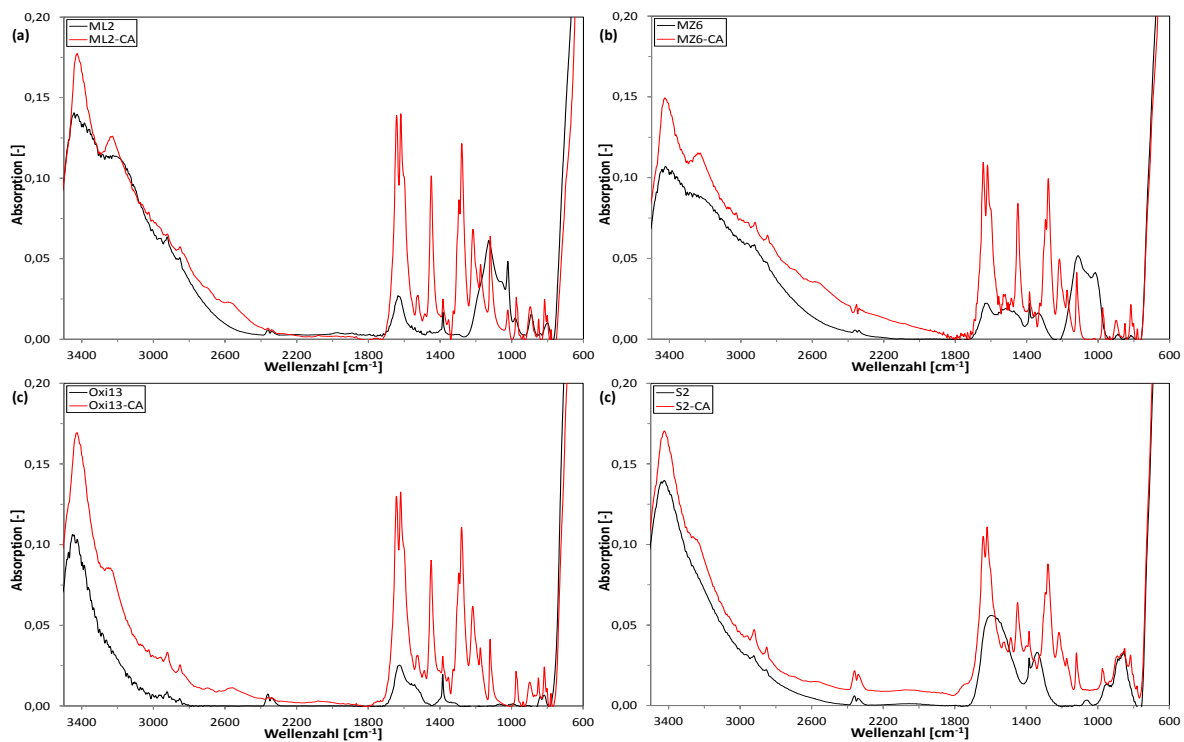 (a)
ML2
ML2-CA
0,20
0,15
0,10
0,05
0,00
Absorption [-]
3400 3000 2600 2200 1800 1400 1000 600
Wellenzahl [cm-1]
(b)
MZ6
MZ6-CA
0,20
0,15
0,10
0,05
0,00
Absorption [-]
3400 3000 2600 2200 1800 1400 1000 600
Wellenzahl [cm-1]
(c)
Oxi13
Oxi13-CA
0,20
0,15
0,10
0,05
0,00
Absorption [-]
3400 3000 2600 2200 1800 1400 1000 600
Wellenzahl [cm-1]
(c)
S2
S2-CA
0,20
0,15
0,10
0,05
0,00
Absorption [-]
3400 3000 2600 2200 1800 1400 1000 600
Wellenzahl [cm-1]